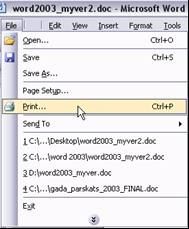 word2003_myver2.doc - Microsoft Word
File Edit View Insert Format Tools
Open... Ctrl+O
Save Ctrl+S
Save As...
Page Setup...
Print... Ctrl+P
Send To
1 C:\...\Desktop\word2003_myver2.doc
2 C:\...\word 2003\word2003_myver2.doc
3 D:\word2003_myver.doc
4 C:\...\gada_parskats_2003_FINAL.doc
Exit